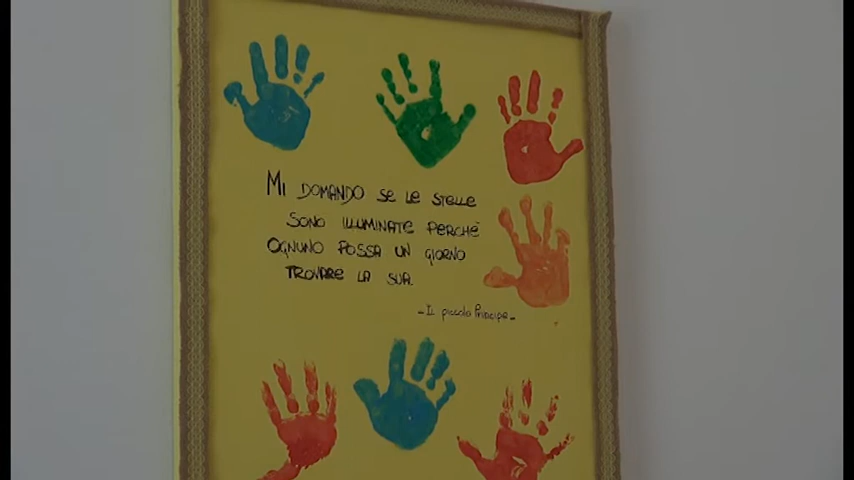 Mi DOMANDO SE LE STELLE
SONO ILLUMINATE PERCHÈ
OGNUNO POSSA UN GIORNO
TROVARE LA SUA.
- IL piccolo Principe -